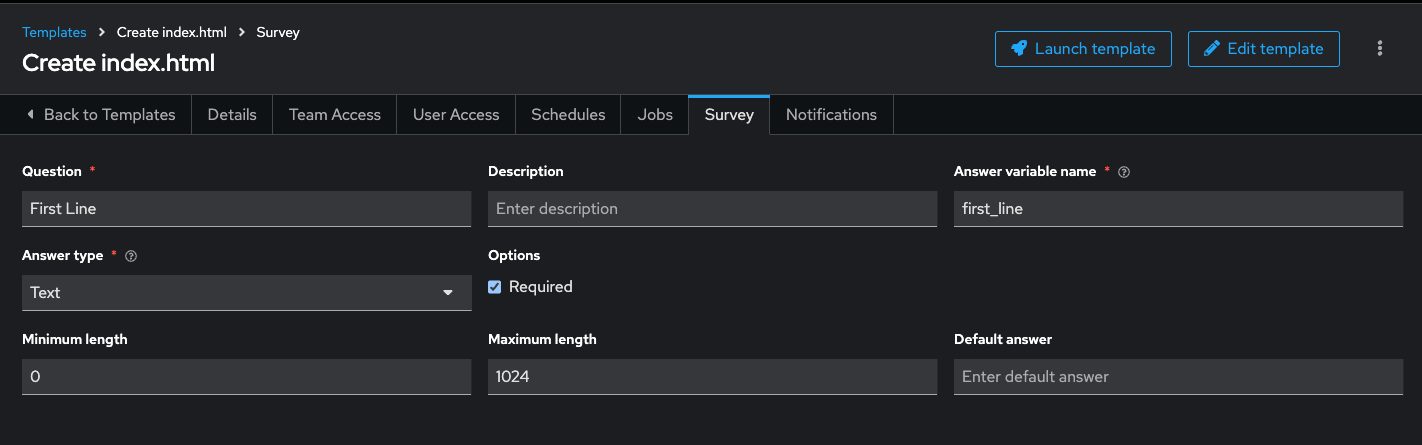 Templates > Create index.html > Survey
Create index.html
Launch template
Edit template
Back to Templates
Details
Team Access
User Access
Schedules
Jobs
Survey
Notifications
Question *
Description
Answer variable name *
First Line
Enter description
first_line
Answer type *
Options
Text
Required
Minimum length
Maximum length
Default answer
0
1024
Enter default answer